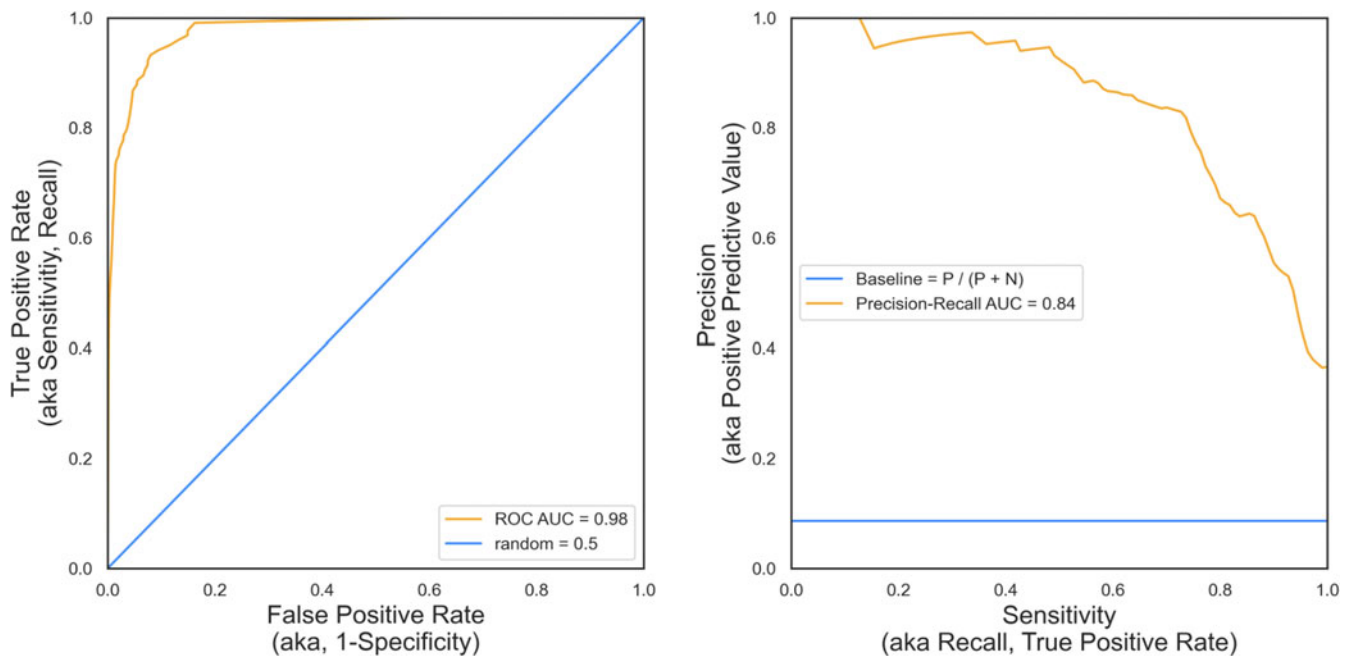 1.0
0.8
0.6
0.4
0.2
0.0
True Positive Rate
(aka Sensitivitiy, Recall)
ROC AUC = 0.98
random = 0.5
0.0 0.2 0.4 0.6 0.8 1.0
False Positive Rate
(aka, 1-Specificity)
1.0
0.8
0.6
0.4
0.2
0.0
Precision
(aka Positive Predictive Value)
Baseline = P / (P + N)
Precision-Recall AUC = 0.84
0.0 0.2 0.4 0.6 0.8 1.0
Sensitivity
(aka Recall, True Positive Rate)